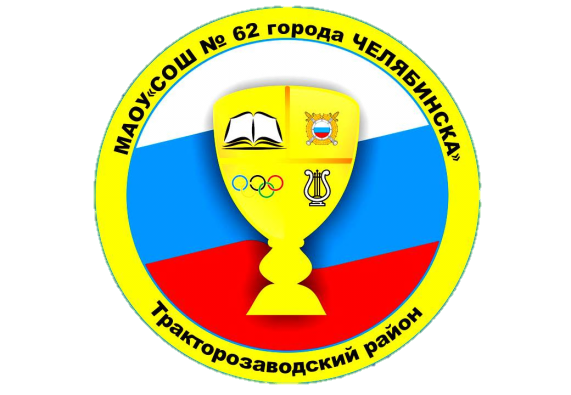 МАОУ«СОШ № 62 города ЧЕЛЯБИНСКА»
Тракторозаводский район